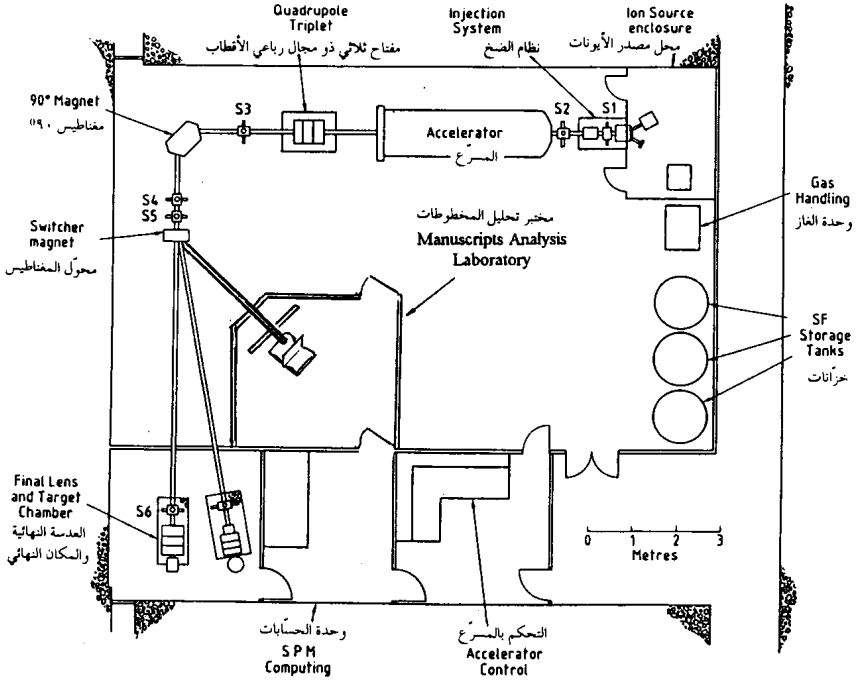 Quadrupole
Triplet
مفتاح ثلاثي ذو مجال رباعي الأقطاب
Injection
System
نظام الضخ
Ion Source
enclosure
محل مصدر الأيونات
90° Magnet
مغناطيس ٩٠°
S3
S2
S1
Accelerator
المسرّع
S4
S5
Switcher
magnet
محوّل المغناطيس
مختبر تحليل المخطوطات
Manuscripts Analysis
Laboratory
Gas
Handling
وحدة الغاز
SF
Storage
Tanks
خزّانات
Final Lens
and Target
Chamber
العدسة النهائية
والمكان النهائي
S6
0 1 2 3
Metres
وحدة الحسّابات
SPM
Computing
التحكم بالمسرّع
Accelerator
Control